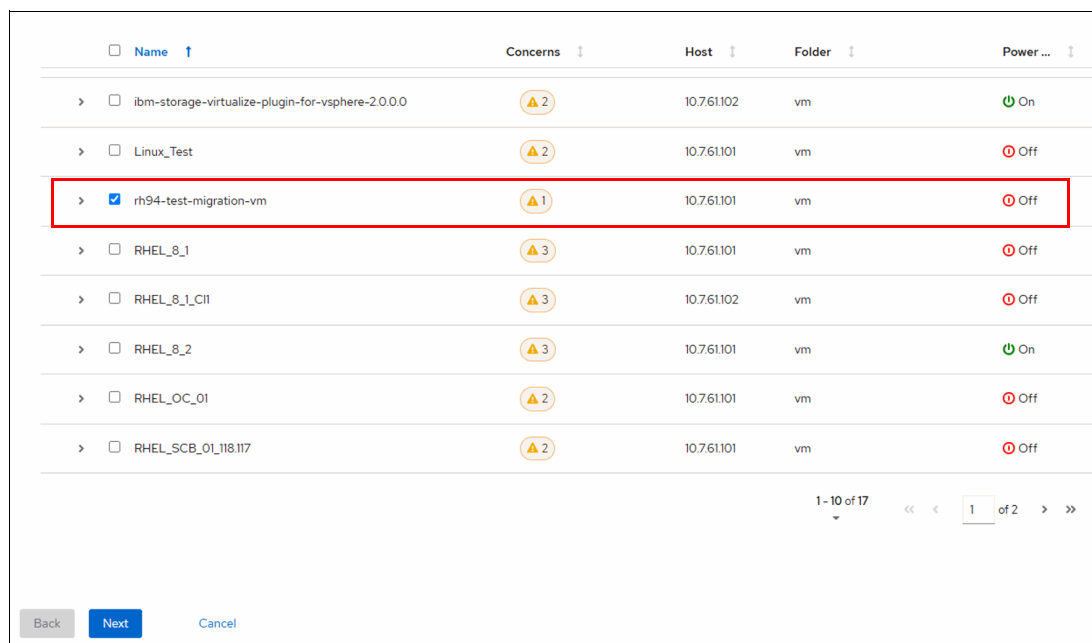 Name Concerns Host Folder Power ...
ibm-storage-virtualize-plugin-for-vsphere-2.0.0.0 2 10.7.61.102 vm On
Linux_Test 2 10.7.61.101 vm Off
rh94-test-migration-vm 1 10.7.61.101 vm Off
RHEL_8_1 3 10.7.61.101 vm Off
RHEL_8_1_Cl1 3 10.7.61.102 vm Off
RHEL_8_2 3 10.7.61.101 vm On
RHEL_OC_01 2 10.7.61.101 vm Off
RHEL_SCB_01_118.117 2 10.7.61.101 vm Off
1 - 10 of 17 1 of 2
Back Next Cancel